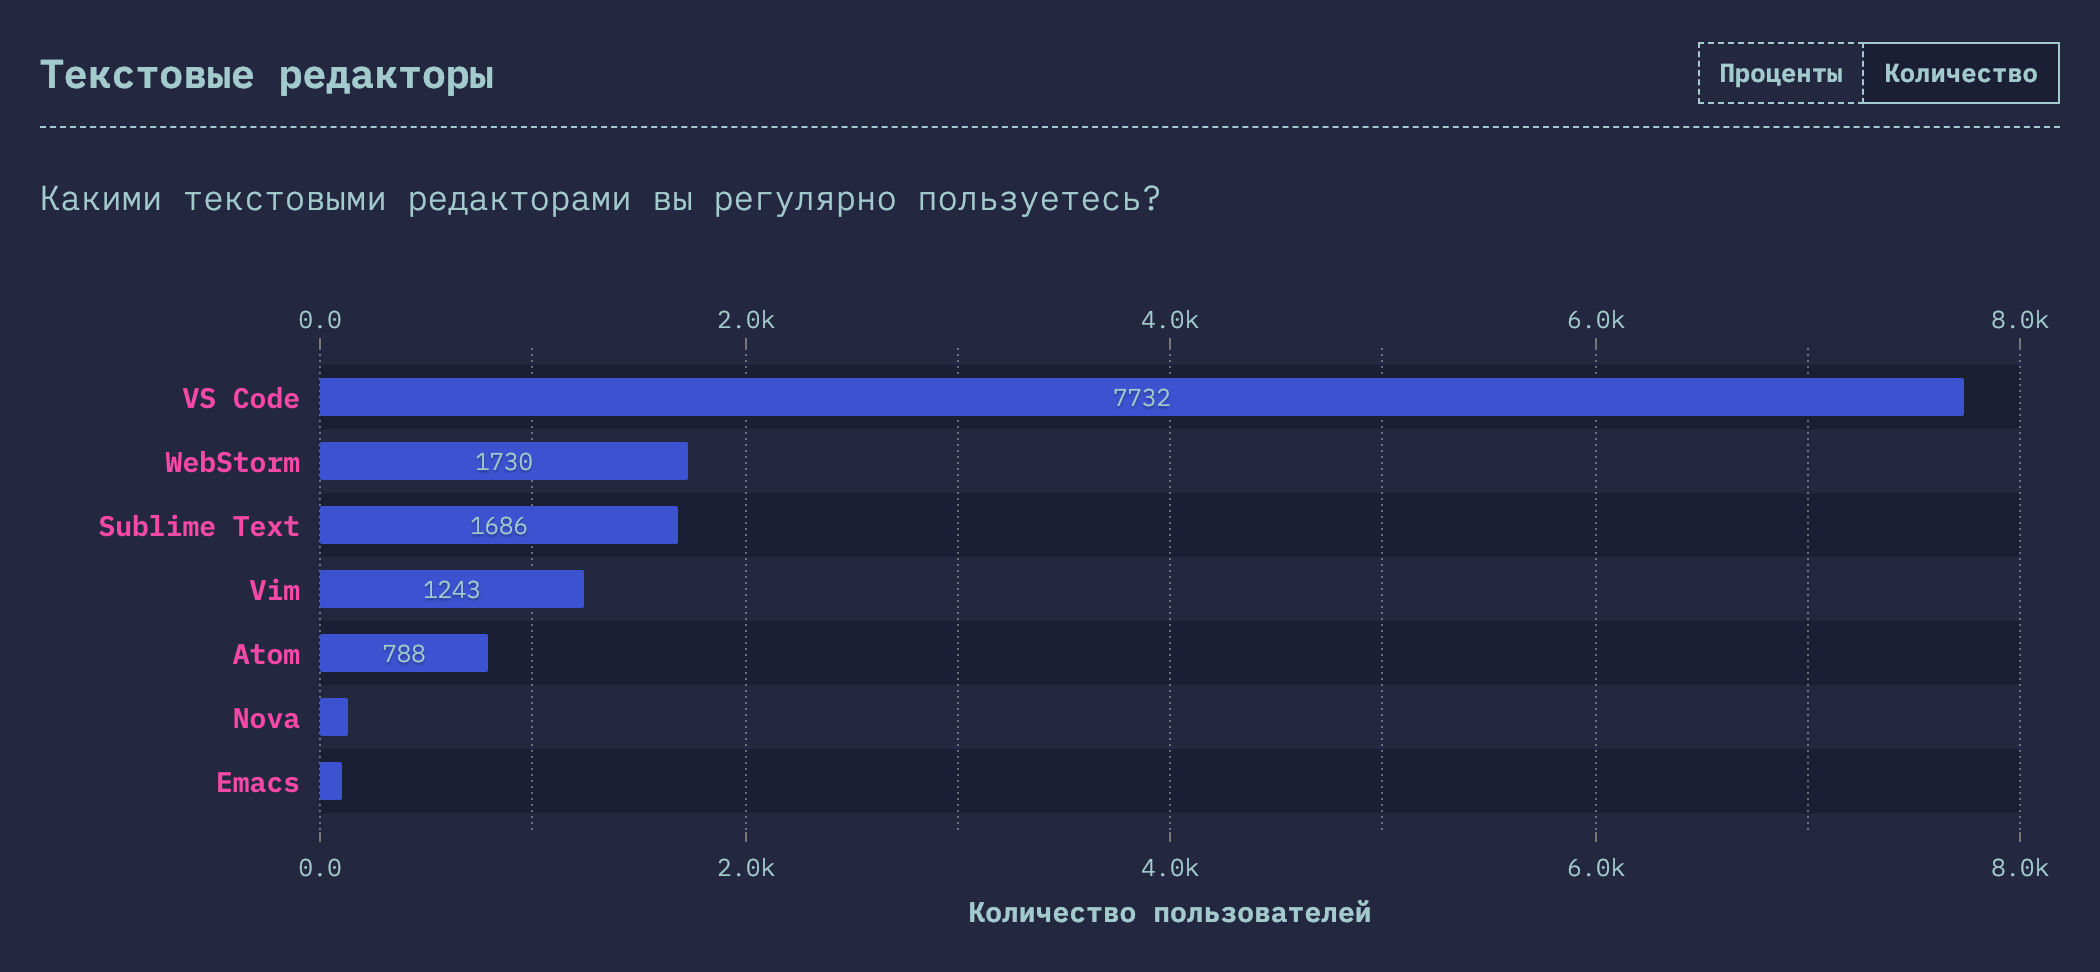 Текстовые редакторы
Проценты Количество
Какими текстовыми редакторами вы регулярно пользуетесь?
0.0 2.0k 4.0k 6.0k 8.0k
VS Code 7732
WebStorm 1730
Sublime Text 1686
Vim 1243
Atom 788
Nova
Emacs
0.0 2.0k 4.0k 6.0k 8.0k
Количество пользователей